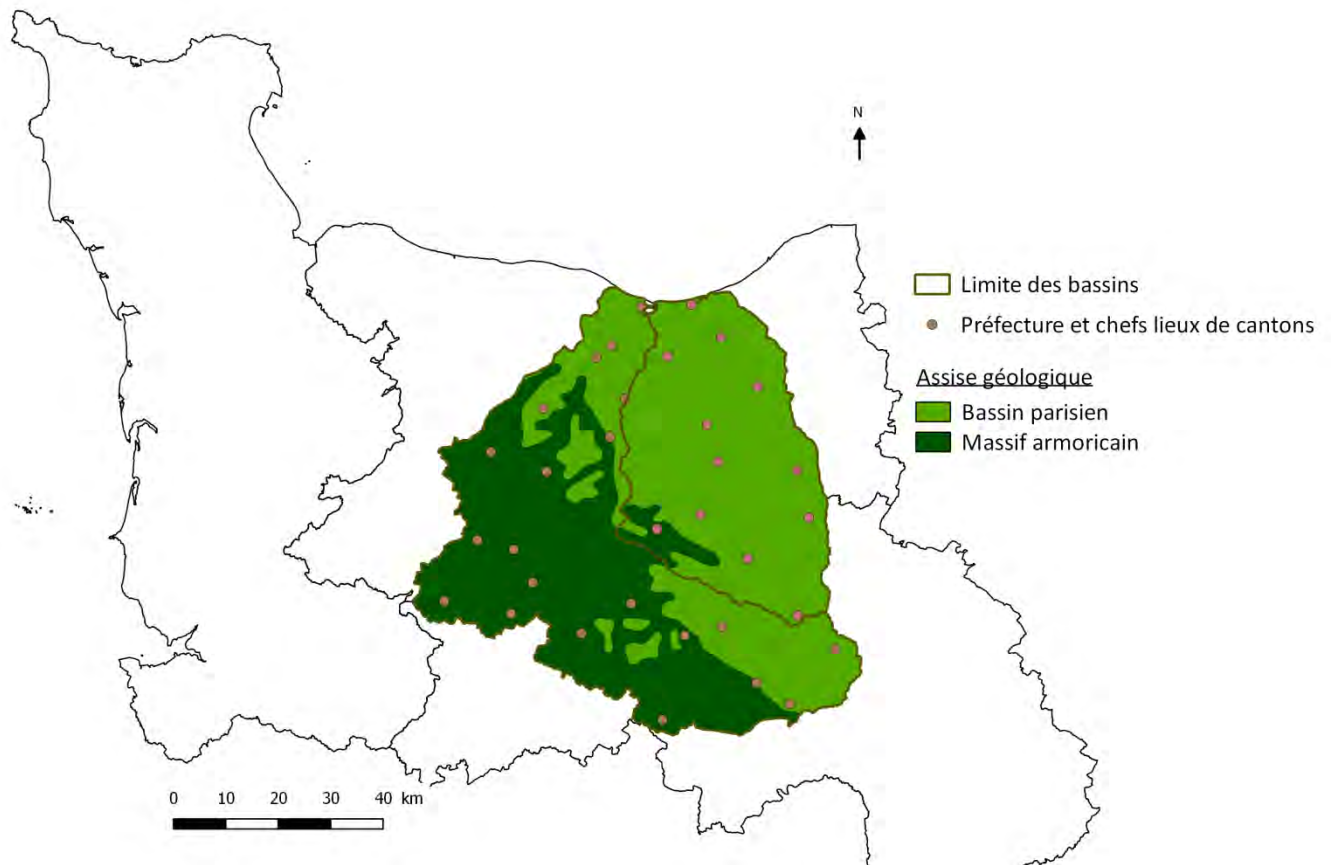 N
Limite des bassins
Préfecture et chefs lieux de cantons
Assise géologique
Bassin parisien
Massif armoricain
0 10 20 30 40 km